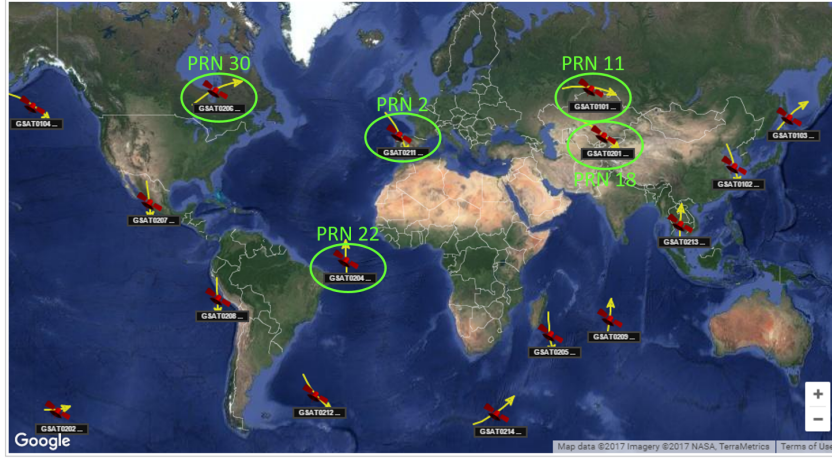 PRN 30
PRN 11
GSAT0206 ...
GSAT0101 ...
PRN 2
GSAT0104 ...
GSAT0103 ...
GSAT0211 ...
GSAT0201 ...
PRN 18
GSAT0102 ...
GSAT0207 ...
PRN 22
GSAT0213 ...
GSAT0204 ...
GSAT0208 ...
GSAT0209 ...
GSAT0205 ...
GSAT0212 ...
GSAT0202 ...
GSAT0214 ...
+
−
Google
Map data ©2017 Imagery ©2017 NASA, TerraMetrics
Terms of Use